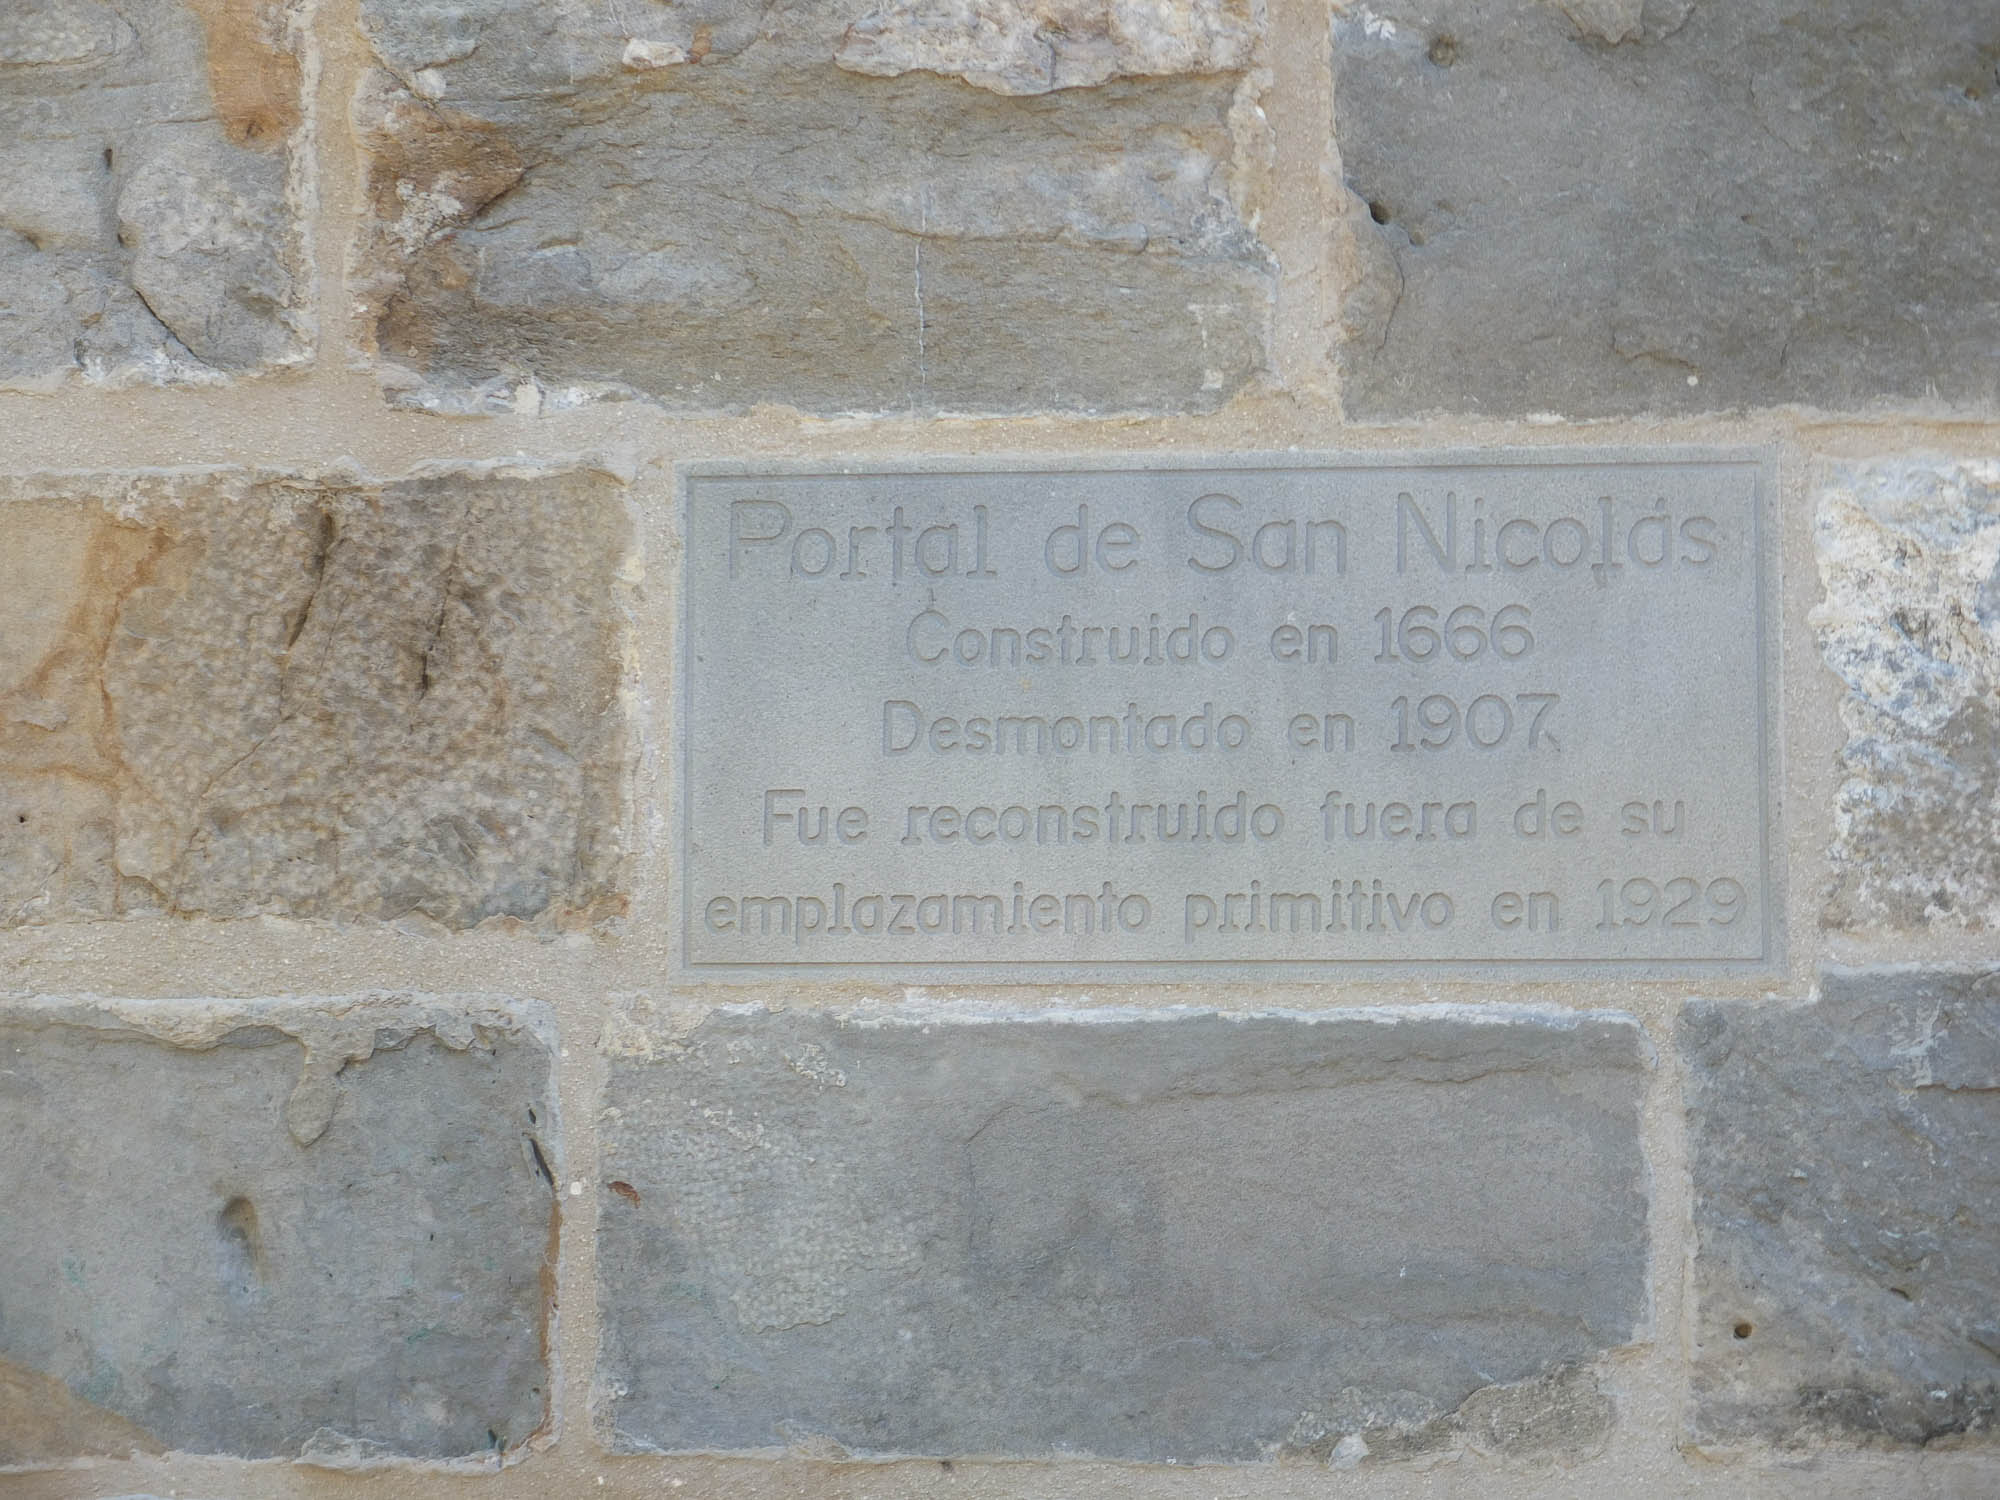 Portal de San Nicolás
Construido en 1666
Desmontado en 1907
Fue reconstruido fuera de su
emplazamiento primitivo en 1929